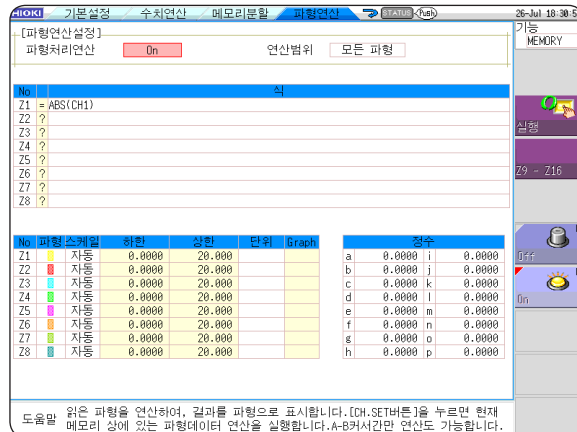 HIOKI 기본설정 수치연산 메모리분할 파형연산 STATUS Push 26-Jul 18:30:5
기능
MEMORY
[파형연산설정]
파형처리연산 On 연산범위 모든 파형
No 식
Z1 = ABS(CH1)
Z2 ?
Z3 ?
Z4 ?
Z5 ?
Z6 ?
Z7 ?
Z8 ?
실행
Z9 - Z16
Off
On
No 파형 스케일 하한 상한 단위 Graph
Z1 자동 0.0000 20.000
Z2 자동 0.0000 20.000
Z3 자동 0.0000 20.000
Z4 자동 0.0000 20.000
Z5 자동 0.0000 20.000
Z6 자동 0.0000 20.000
Z7 자동 0.0000 20.000
Z8 자동 0.0000 20.000
정수
a 0.0000 i 0.0000
b 0.0000 j 0.0000
c 0.0000 k 0.0000
d 0.0000 l 0.0000
e 0.0000 m 0.0000
f 0.0000 n 0.0000
g 0.0000 o 0.0000
h 0.0000 p 0.0000
도움말 읽은 파형을 연산하여, 결과를 파형으로 표시합니다.[CH.SET버튼]을 누르면 현재
메모리 상에 있는 파형데이터 연산을 실행합니다.A-B커서간만 연산도 가능합니다.